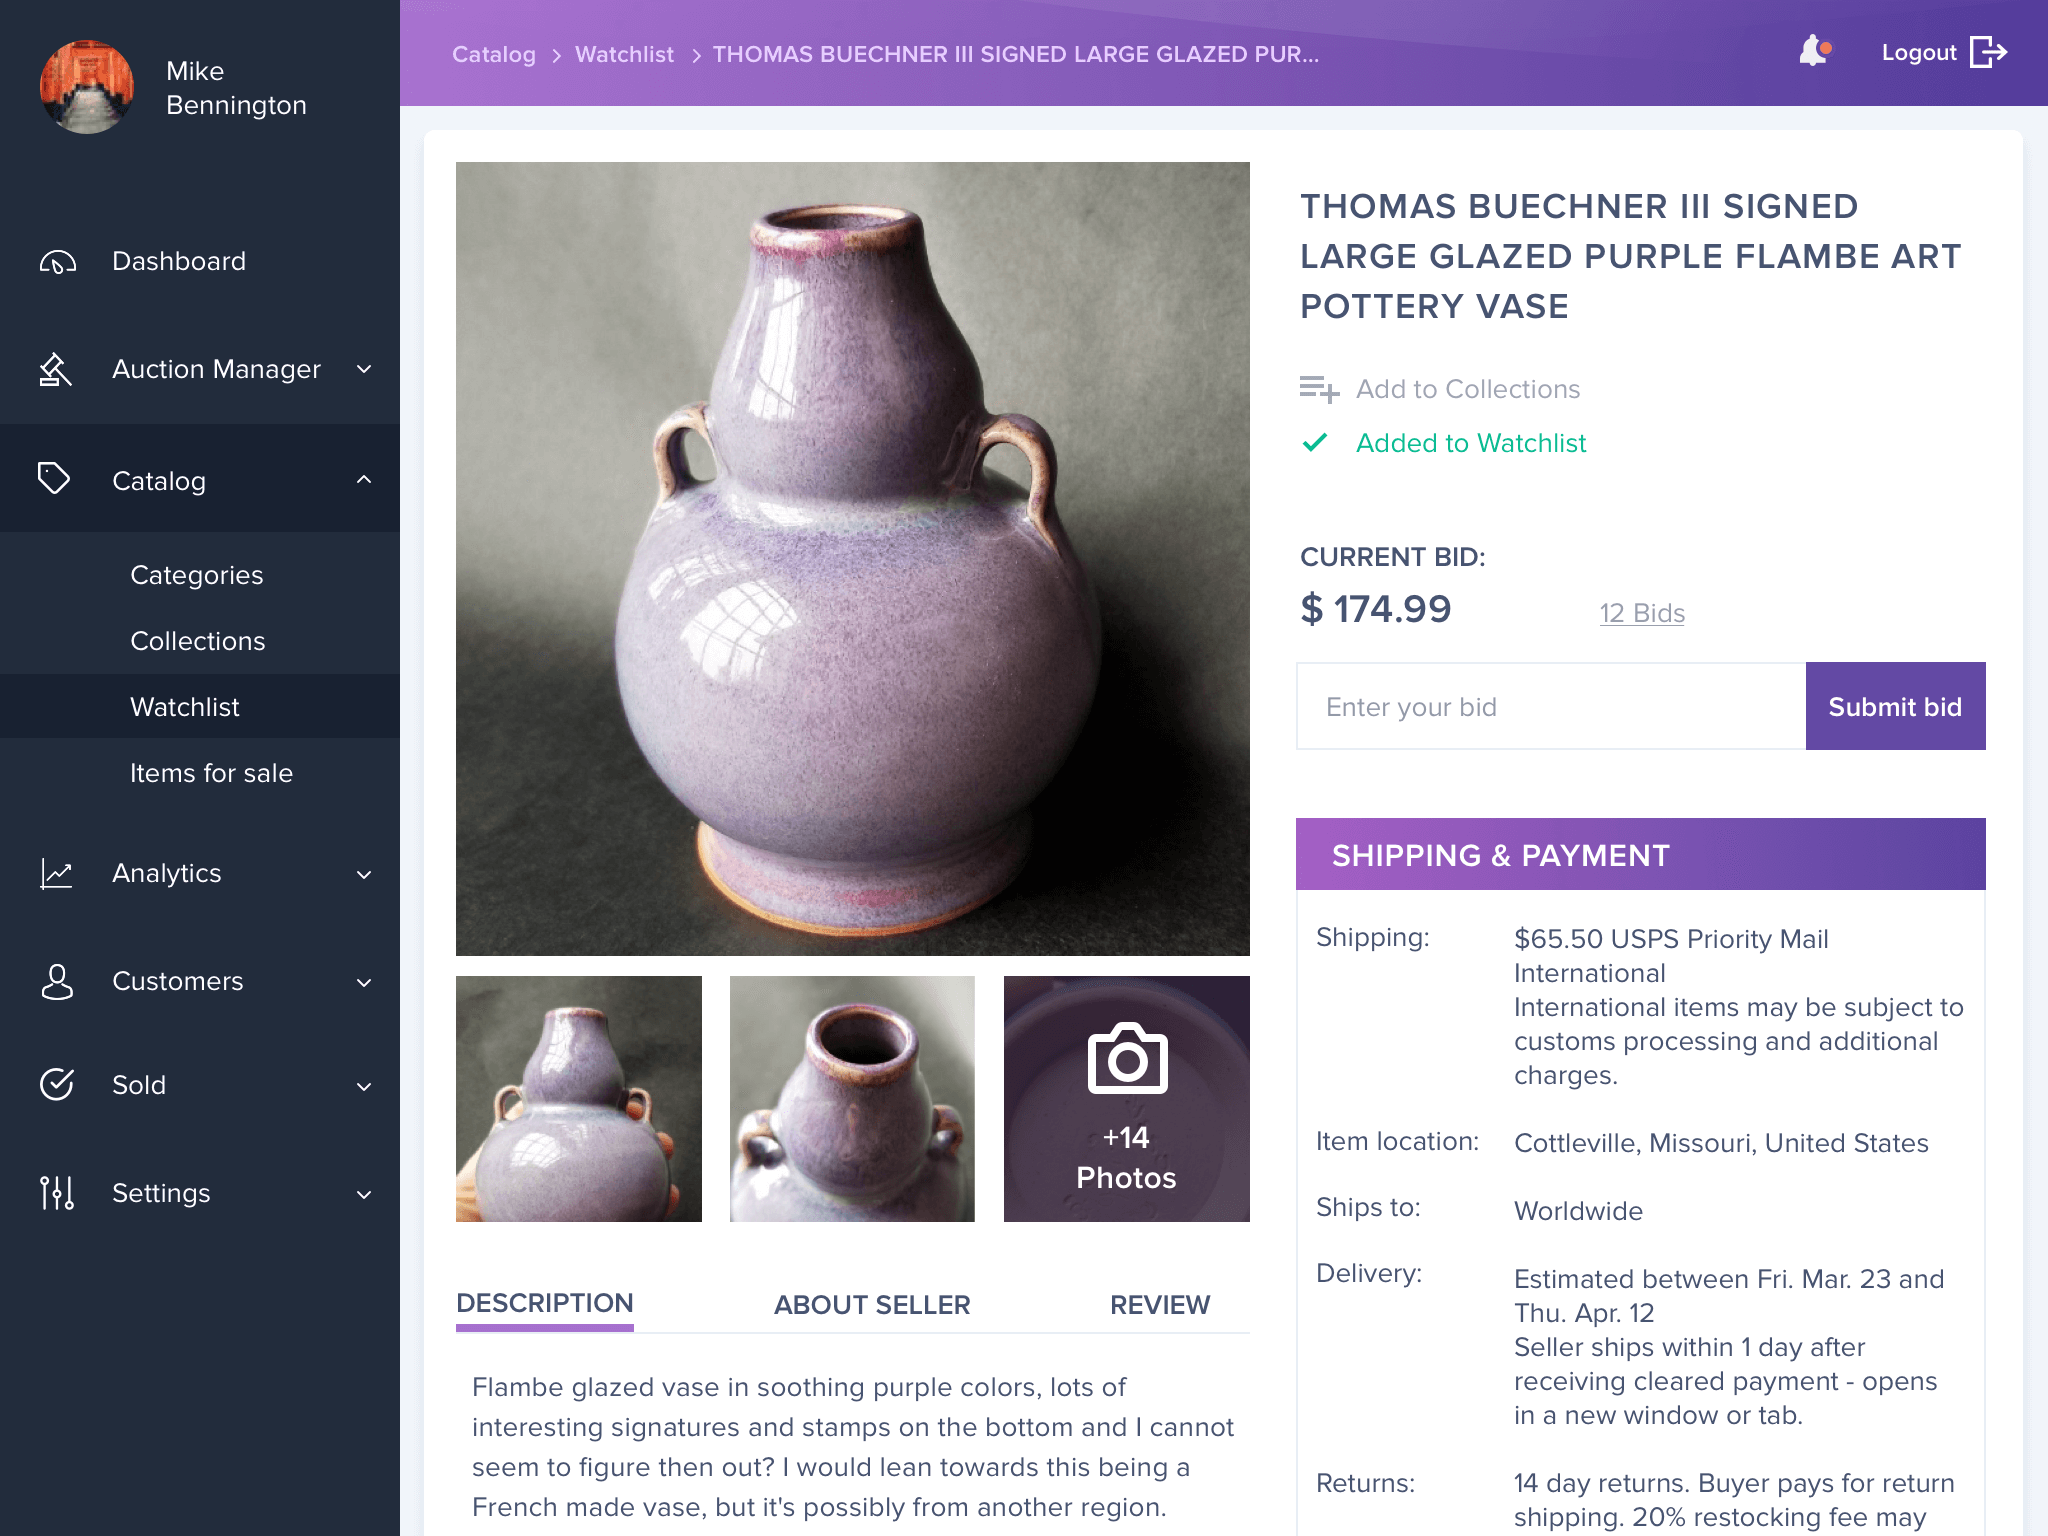 Mike
Bennington
Dashboard
Auction Manager
Catalog
Categories
Collections
Watchlist
Items for sale
Analytics
Customers
Sold
Settings
Catalog > Watchlist > THOMAS BUECHNER III SIGNED LARGE GLAZED PUR...
Logout
THOMAS BUECHNER III SIGNED
LARGE GLAZED PURPLE FLAMBE ART
POTTERY VASE
Add to Collections
Added to Watchlist
CURRENT BID:
$ 174.99
12 Bids
Enter your bid
Submit bid
+14
Photos
DESCRIPTION
ABOUT SELLER
REVIEW
Flambe glazed vase in soothing purple colors, lots of
interesting signatures and stamps on the bottom and I cannot
seem to figure then out? I would lean towards this being a
French made vase, but it's possibly from another region.
SHIPPING & PAYMENT
Shipping:
$65.50 USPS Priority Mail
International
International items may be subject to
customs processing and additional
charges.
Item location:
Cottleville, Missouri, United States
Ships to:
Worldwide
Delivery:
Estimated between Fri. Mar. 23 and
Thu. Apr. 12
Seller ships within 1 day after
receiving cleared payment - opens
in a new window or tab.
Returns:
14 day returns. Buyer pays for return
shipping. 20% restocking fee may